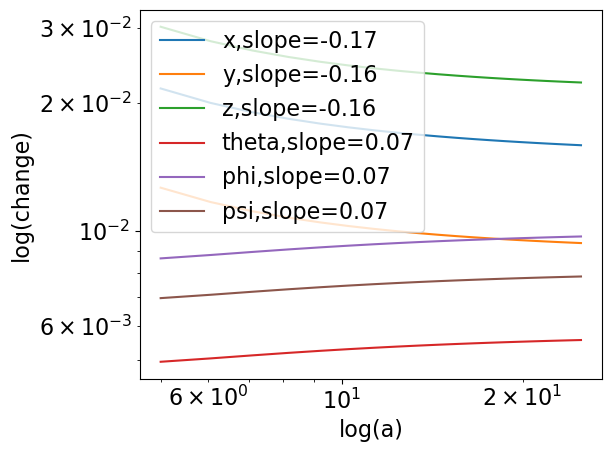 3 × 10⁻²
2 × 10⁻²
10⁻²
6 × 10⁻³
log(change)
x,slope=-0.17
y,slope=-0.16
z,slope=-0.16
theta,slope=0.07
phi,slope=0.07
psi,slope=0.07
6 × 10⁰
10¹
2 × 10¹
log(a)